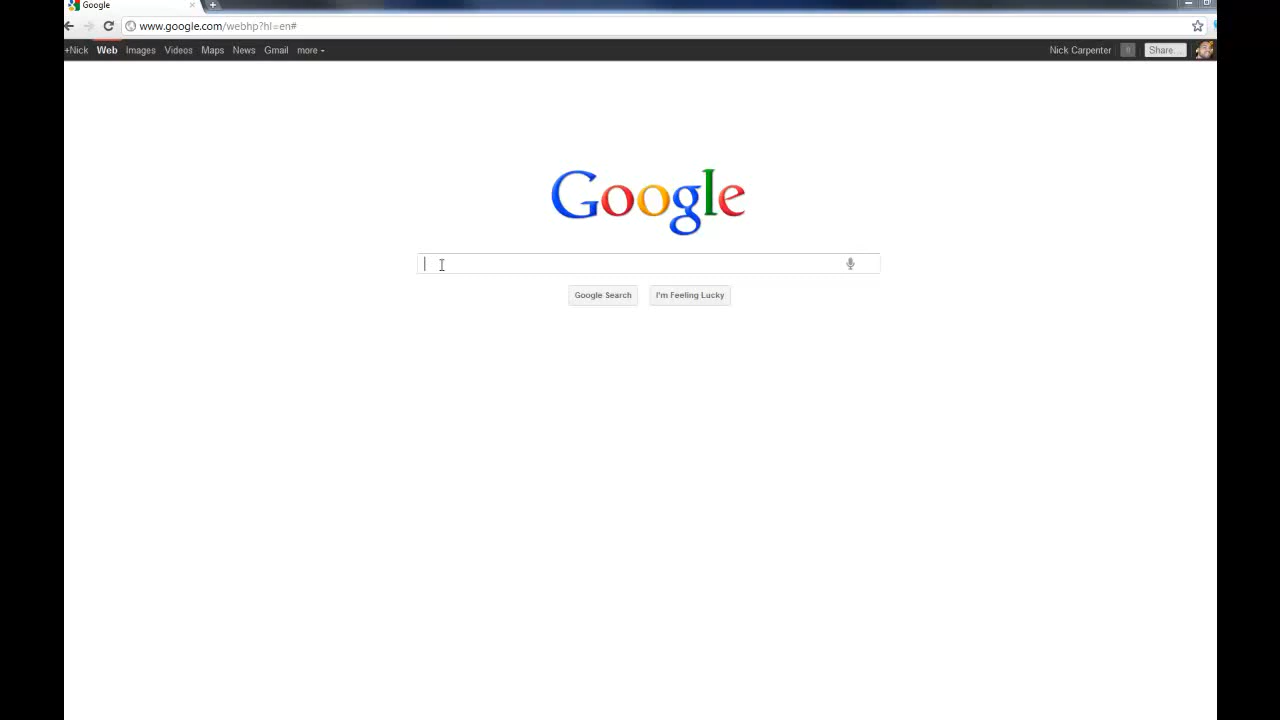 Google
www.google.com/webhp?hl=en#
+Nick Web Images Videos Maps News Gmail more Nick Carpenter 0 Share...
Google
Google Search I'm Feeling Lucky